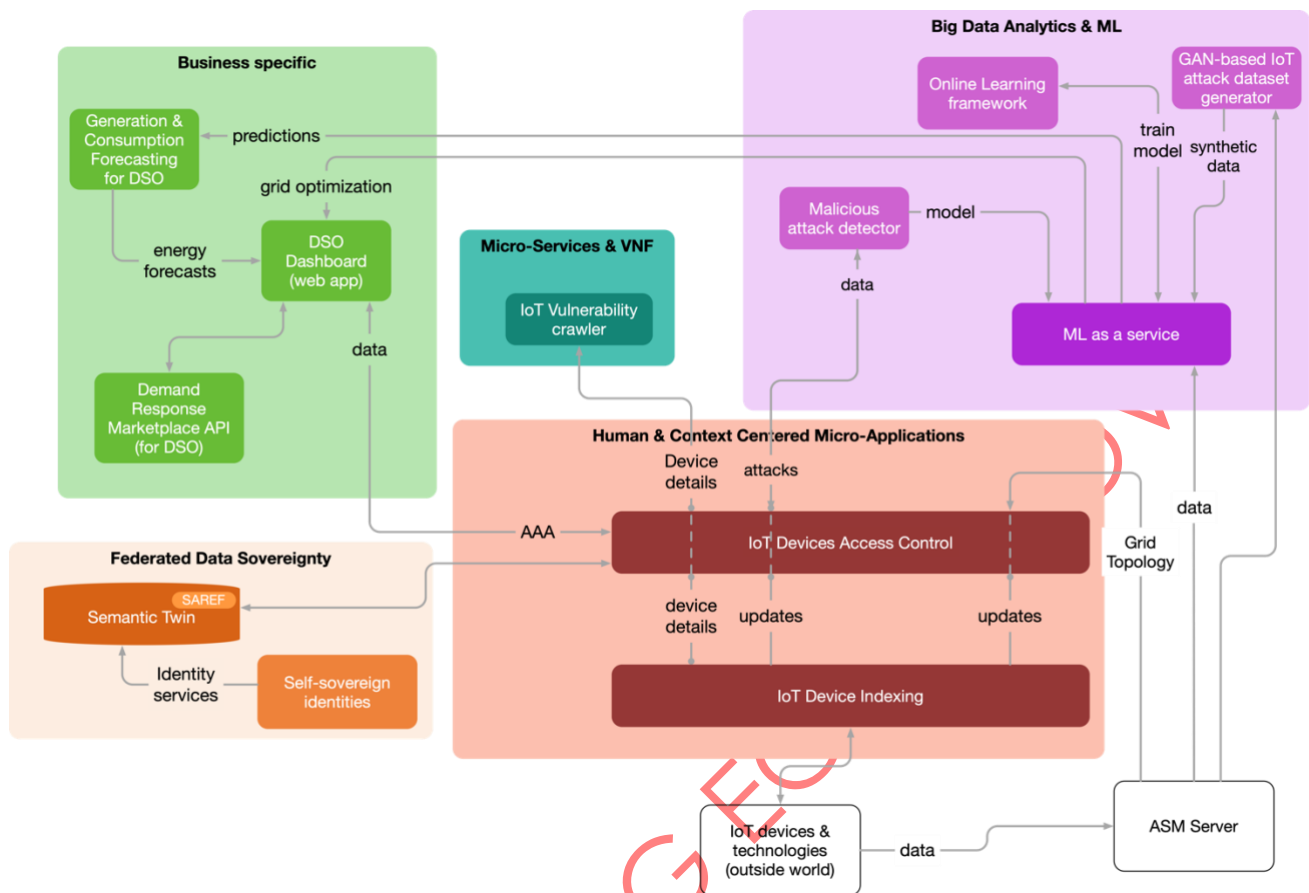 Big Data Analytics & ML
Business specific
GAN-based IoT
attack dataset
generator
Online Learning
framework
Generation &
Consumption
Forecasting
for DSO
predictions
train
model
synthetic
data
grid optimization
Malicious
attack detector
model
DSO
Dashboard
(web app)
energy
forecasts
Micro-Services & VNF
data
IoT Vulnerability
crawler
ML as a service
data
Demand
Response
Marketplace API
(for DSO)
Human & Context Centered Micro-Applications
Device
details
attacks
data
AAA
IoT Devices Access Control
Grid
Topology
Federated Data Sovereignty
SAREF
Semantic Twin
device
details
updates
updates
Identity
services
Self-sovereign
identities
IoT Device Indexing
IoT devices &
technologies
(outside world)
data
ASM Server